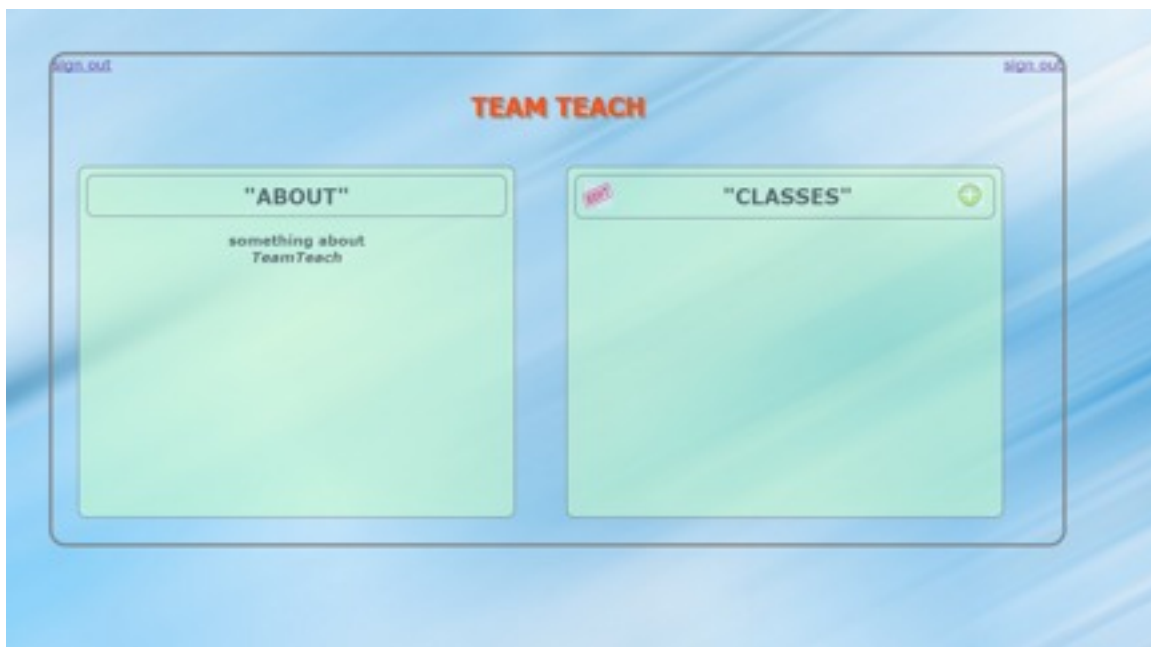 sign out
sign out
TEAM TEACH
"ABOUT"
"CLASSES"
something about
TeamTeach